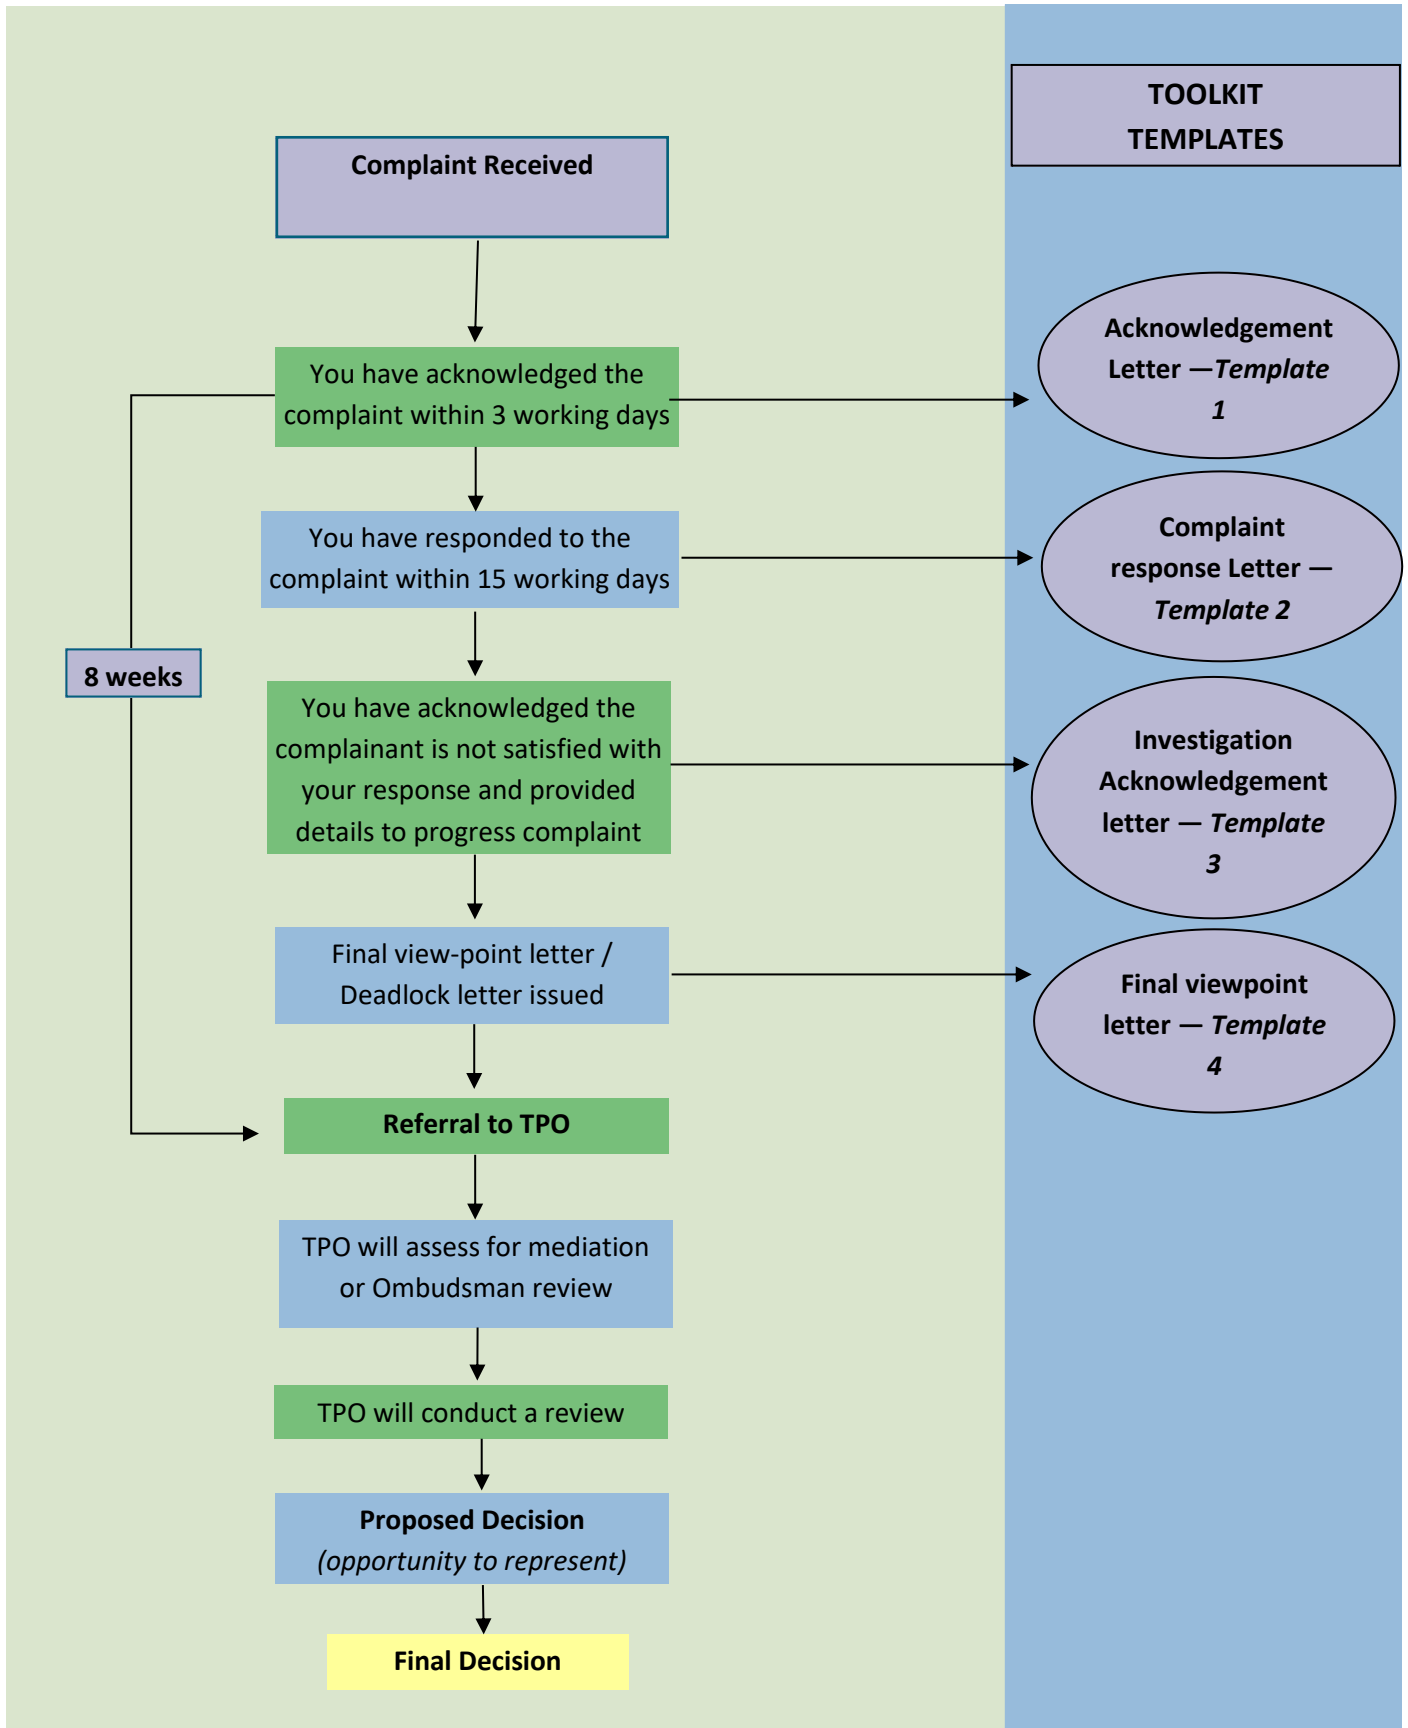 TOOLKIT
TEMPLATES
Complaint Received
You have acknowledged the
complaint within 3 working days
Acknowledgement
Letter —Template
1
You have responded to the
complaint within 15 working days
Complaint
response Letter —
Template 2
8 weeks
You have acknowledged the
complainant is not satisfied with
your response and provided
details to progress complaint
Investigation
Acknowledgement
letter — Template
3
Final view-point letter /
Deadlock letter issued
Final viewpoint
letter — Template
4
Referral to TPO
TPO will assess for mediation
or Ombudsman review
TPO will conduct a review
Proposed Decision
(opportunity to represent)
Final Decision